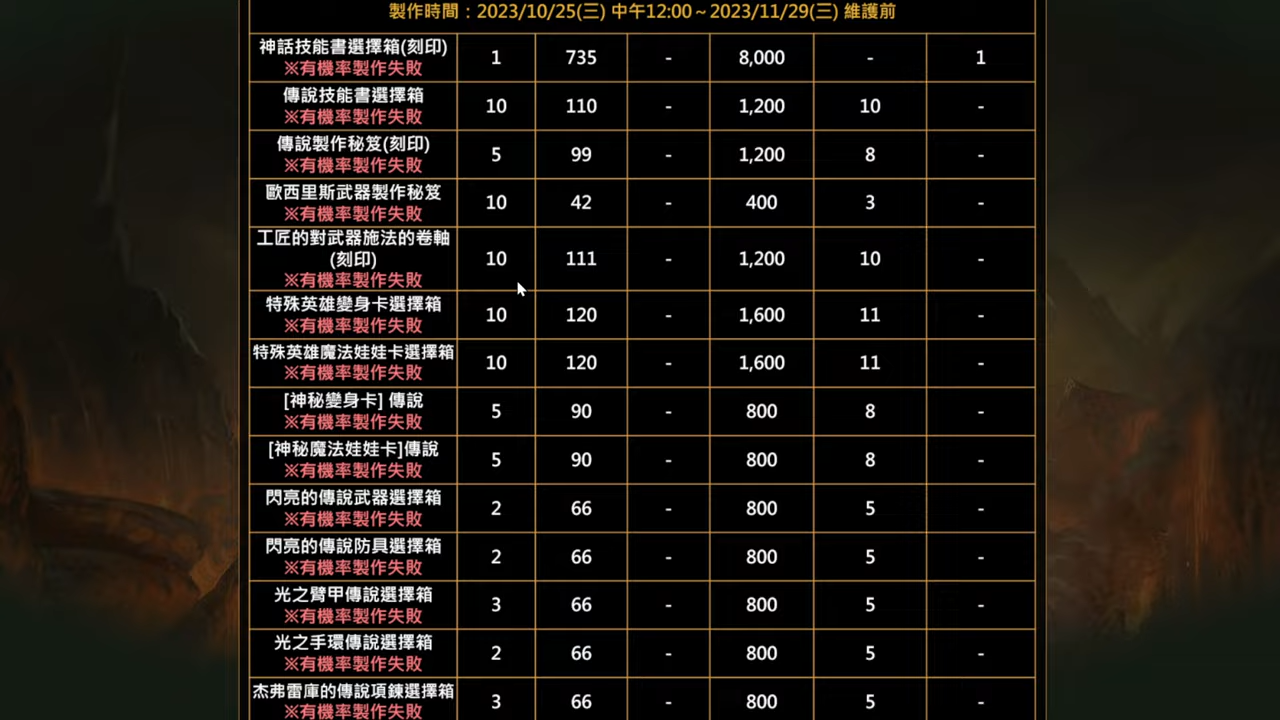 製作時間：2023/10/25(三) 中午12:00～2023/11/29(三) 維護前
神話技能書選擇箱(刻印)
※有機率製作失敗
1 735 - 8,000 - 1
傳說技能書選擇箱
※有機率製作失敗
10 110 - 1,200 10 -
傳說製作秘笈(刻印)
※有機率製作失敗
5 99 - 1,200 8 -
歐西里斯武器製作秘笈
※有機率製作失敗
10 42 - 400 3 -
工匠的對武器施法的卷軸
(刻印)
※有機率製作失敗
10 111 - 1,200 10 -
特殊英雄變身卡選擇箱
※有機率製作失敗
10 120 - 1,600 11 -
特殊英雄魔法娃娃卡選擇箱
※有機率製作失敗
10 120 - 1,600 11 -
[神秘變身卡] 傳說
※有機率製作失敗
5 90 - 800 8 -
[神秘魔法娃娃卡]傳說
※有機率製作失敗
5 90 - 800 8 -
閃亮的傳說武器選擇箱
※有機率製作失敗
2 66 - 800 5 -
閃亮的傳說防具選擇箱
※有機率製作失敗
2 66 - 800 5 -
光之臂甲傳說選擇箱
※有機率製作失敗
3 66 - 800 5 -
光之手環傳說選擇箱
※有機率製作失敗
2 66 - 800 5 -
杰弗雷庫的傳說項鍊選擇箱
※有機率製作失敗
3 66 - 800 5 -